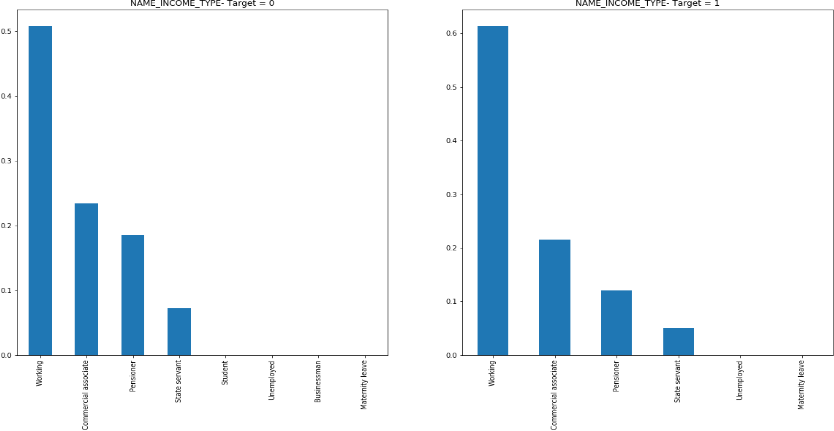 NAME_INCOME_TYPE- Target = 0
0.5
0.4
0.3
0.2
0.1
0.0
Working
Commercial associate
Pensioner
State servant
Student
Unemployed
Businessman
Maternity leave
NAME_INCOME_TYPE- Target = 1
0.6
0.5
0.4
0.3
0.2
0.1
0.0
Working
Commercial associate
Pensioner
State servant
Unemployed
Maternity leave